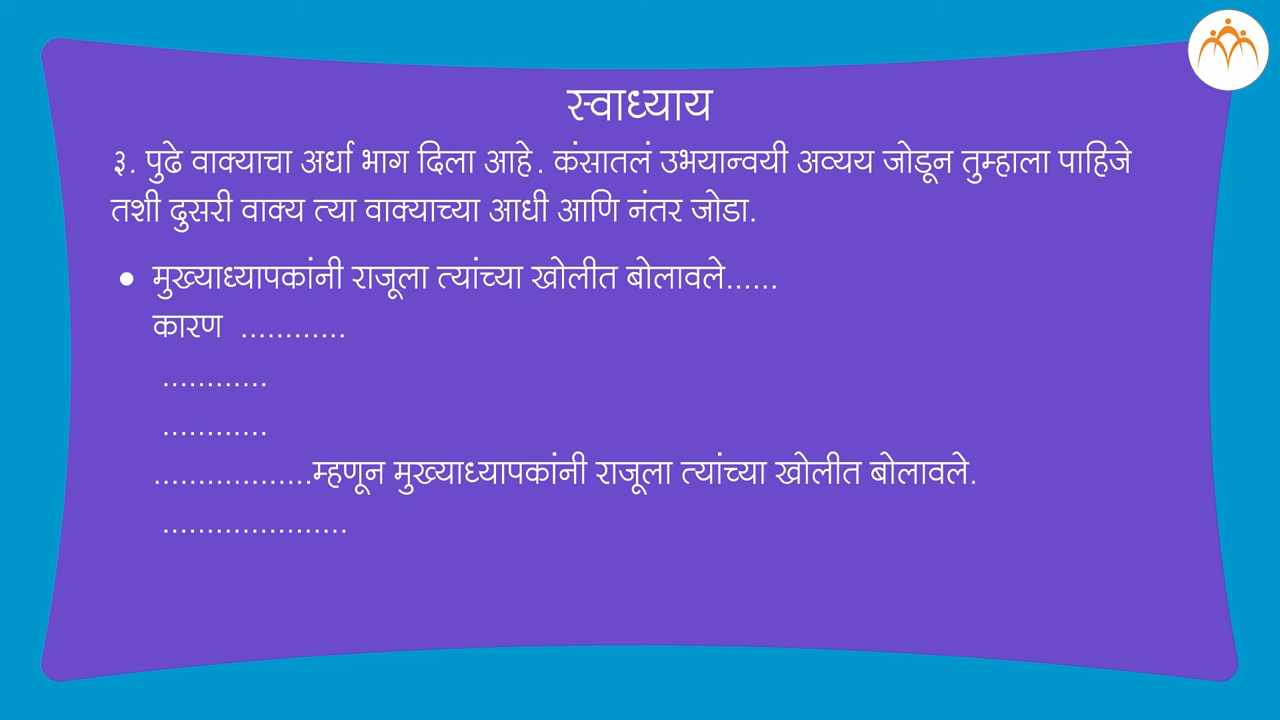 स्वाध्याय
३. पुढे वाक्याचा अर्धा भाग दिला आहे. कंसातलं उभयान्वयी अव्यय जोडून तुम्हाला पाहिजे
तशी दुसरी वाक्य त्या वाक्याच्या आधी आणि नंतर जोडा.
● मुख्याध्यापकांनी राजूला त्यांच्या खोलीत बोलावले......
कारण ............
............
............
..................म्हणून मुख्याध्यापकांनी राजूला त्यांच्या खोलीत बोलावले.
.....................